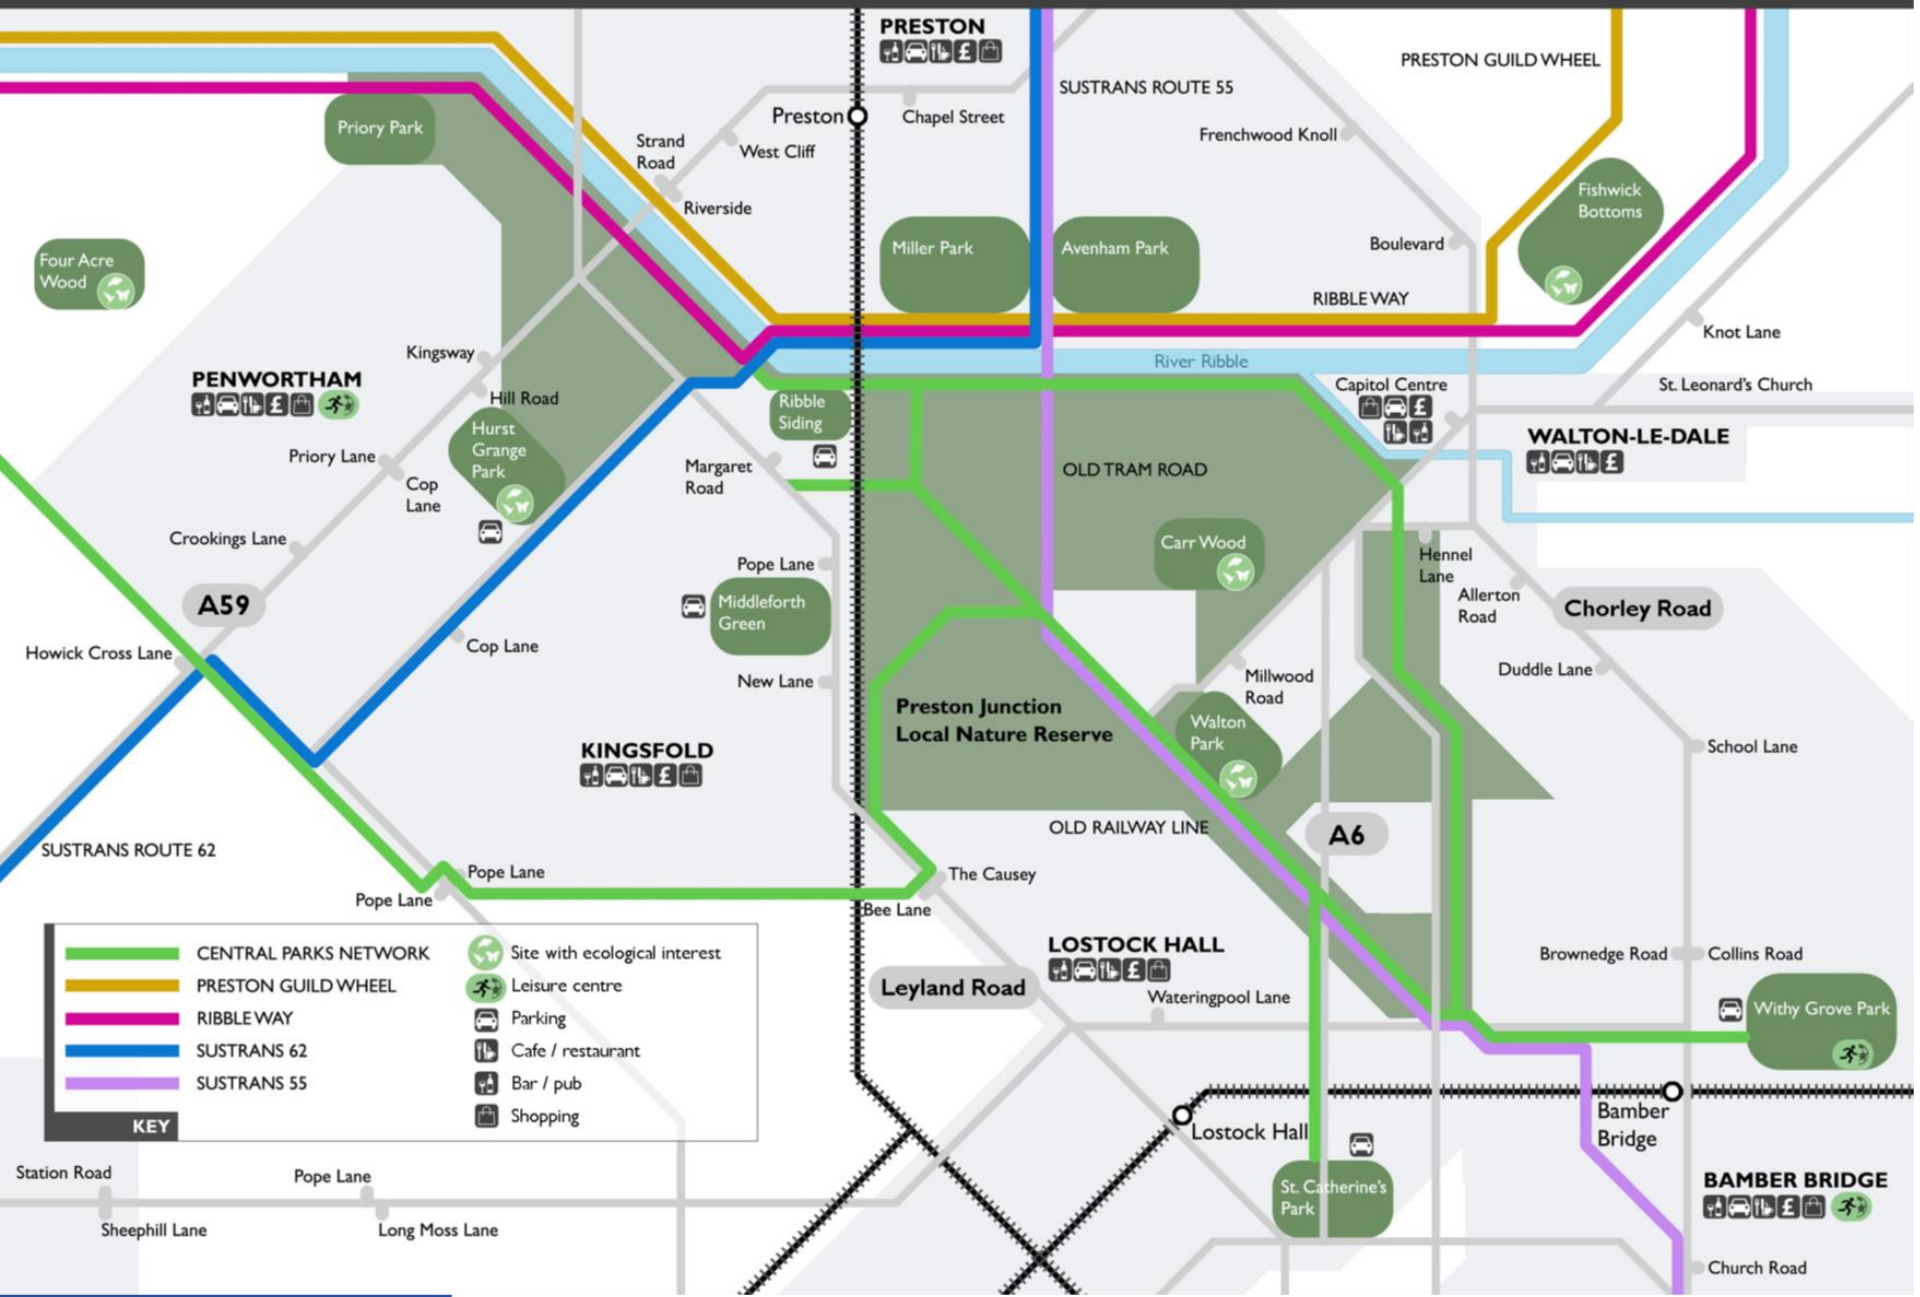 PRESTON
£
PRESTON GUILD WHEEL
SUSTRANS ROUTE 55
Preston
Chapel Street
Priory Park
Strand
Road
West Cliff
Frenchwood Knoll
Riverside
Fishwick
Bottoms
Miller Park
Avenham Park
Boulevard
Four Acre
Wood
RIBBLE WAY
Knot Lane
Kingsway
River Ribble
PENWORTHAM
£
Capitol Centre
£
St. Leonard's Church
Hill Road
Ribble
Siding
Hurst
Grange
Park
WALTON-LE-DALE
£
Priory Lane
Margaret
Road
OLD TRAM ROAD
Cop
Lane
Crookings Lane
Carr Wood
Hennel
Lane
Pope Lane
A59
Middleforth
Green
Allerton
Road
Chorley Road
Howick Cross Lane
Cop Lane
New Lane
Millwood
Road
Duddle Lane
Preston Junction
Local Nature Reserve
Walton
Park
KINGSFOLD
£
School Lane
SUSTRANS ROUTE 62
OLD RAILWAY LINE
A6
Pope Lane
Pope Lane
The Causey
Bee Lane
LOSTOCK HALL
£
Brownedge Road
Collins Road
Leyland Road
Wateringpool Lane
Withy Grove Park
CENTRAL PARKS NETWORK
PRESTON GUILD WHEEL
RIBBLE WAY
SUSTRANS 62
SUSTRANS 55
KEY
Site with ecological interest
Leisure centre
Parking
Cafe / restaurant
Bar / pub
Shopping
Lostock Hall
Bamber
Bridge
St. Catherine's
Park
BAMBER BRIDGE
£
Station Road
Pope Lane
Sheephill Lane
Long Moss Lane
Church Road